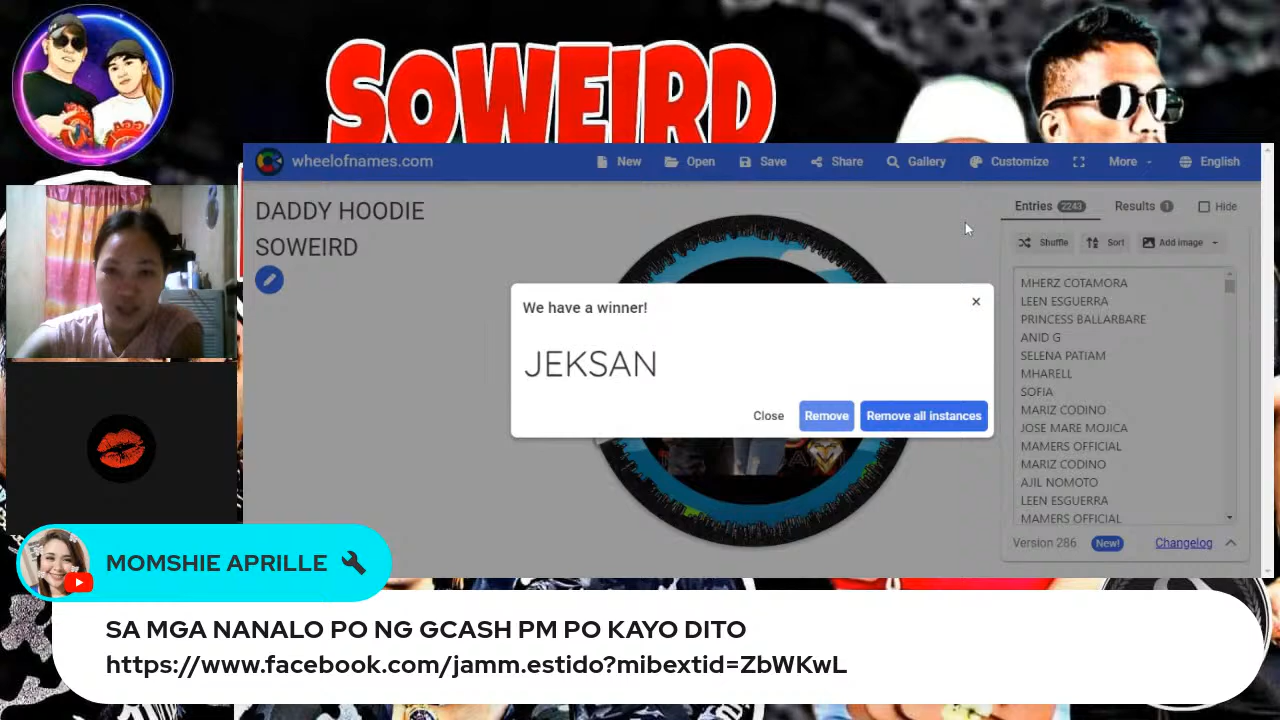 SOWEIRD
wheelofnames.com
New
Open
Save
Share
Gallery
Customize
More
English
DADDY HOODIE
SOWEIRD
Entries 2243
Results 1
Hide
Shuffle
Sort
Add image
MHERZ COTAMORA
LEEN ESGUERRA
PRINCESS BALLARBARE
ANID G
SELENA PATIAM
MHARELL
SOFIA
MARIZ CODINO
JOSE MARE MOJICA
MAMERS OFFICIAL
MARIZ CODINO
AJIL NOMOTO
LEEN ESGUERRA
MAMERS OFFICIAL
Version 286
New!
Changelog
We have a winner!
JEKSAN
Close
Remove
Remove all instances
MOMSHIE APRILLE
SA MGA NANALO PO NG GCASH PM PO KAYO DITO
https://www.facebook.com/jamm.estido?mibextid=ZbWKwL